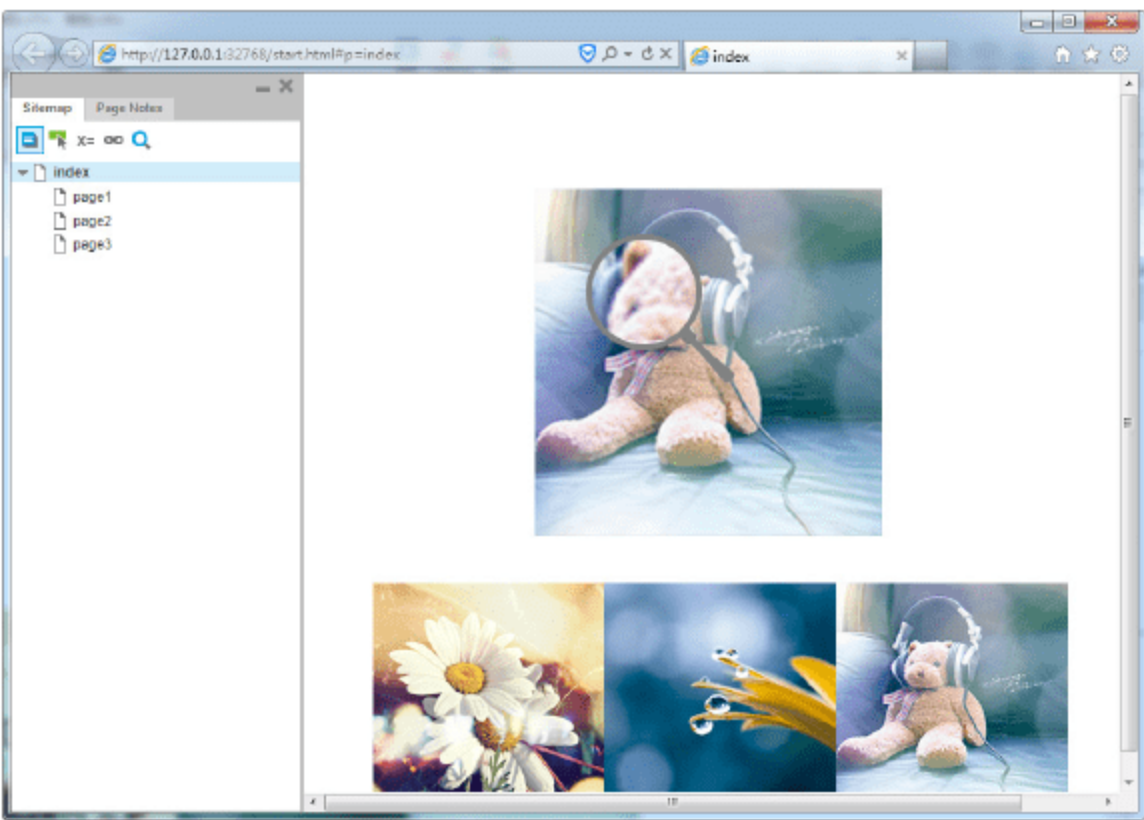 http://127.0.0.1:32768/start.html#p=index
index
Sitemap Page Notes
x=
index
page1
page2
page3